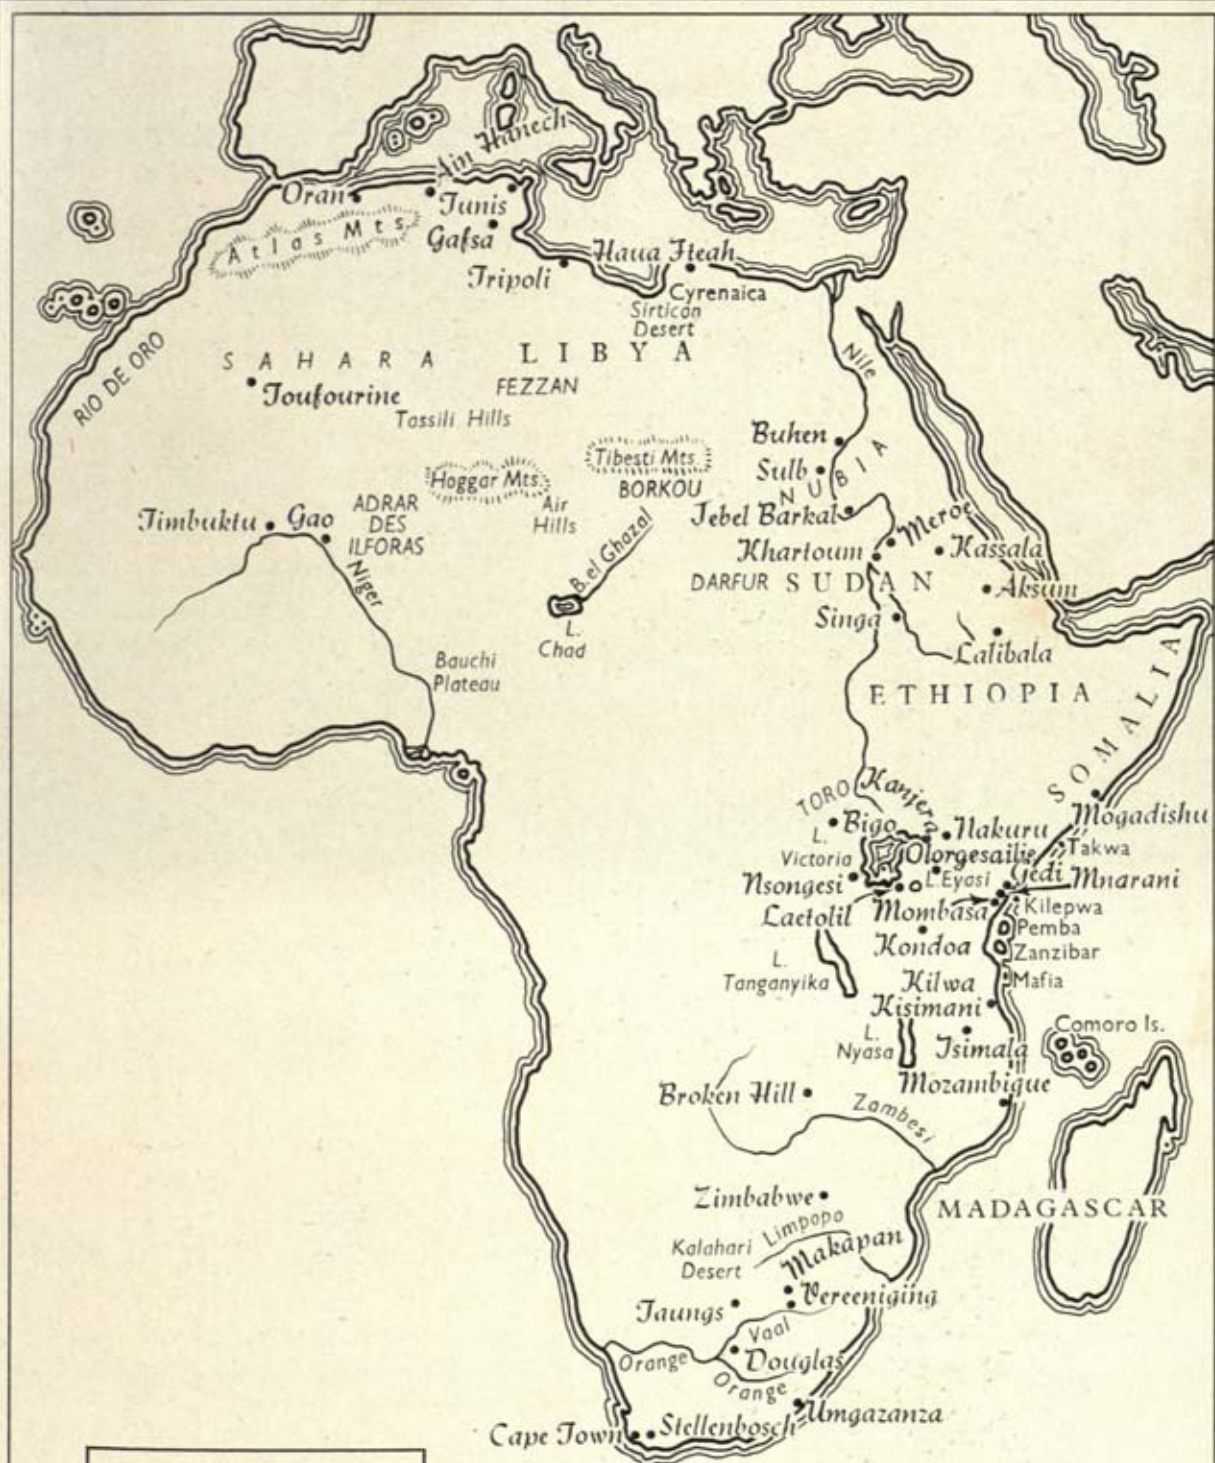 Ain Hanech
Oran
Tunis
Atlas Mts.
Gafsa
Haua Fteah
Tripoli
Cyrenaica
Sirticon
Desert
RIO DE ORO
SAHARA
LIBYA
Nile
Toufourine
FEZZAN
Tassili Hills
Buhen
Tibesti Mts.
Sulb
NUBIA
Hoggar Mts.
BORKOU
ADRAR
DES
ILFORAS
Air
Hills
Jebel Barkal
Timbuktu
Gao
Meroe
B. el Ghazal
Khartoum
Kassala
Niger
DARFUR
SUDAN
Aksum
L.
Chad
Singa
Lalibala
Bauchi
Plateau
ETHIOPIA
SOMALIA
TORO
Kanjera
Mogadishu
Bigo
Nakuru
L.
Victoria
Olorgesailie
Takwa
Nsongesi
L. Eyasi
Gedi
Mnarani
Laetolil
Mombasa
Kilepwa
Pemba
Kondoa
Zanzibar
L.
Tanganyika
Kilwa
Kisimani
Mafia
Comoro Is.
L.
Nyasa
Isimala
Mozambique
Broken Hill
Zambesi
Zimbabwe
MADAGASCAR
Limpopo
Kalahari
Desert
Makapan
Vereeniging
Taungs
Vaal
Orange
Douglas
Orange
Umgazanza
Cape Town
Stellenbosch